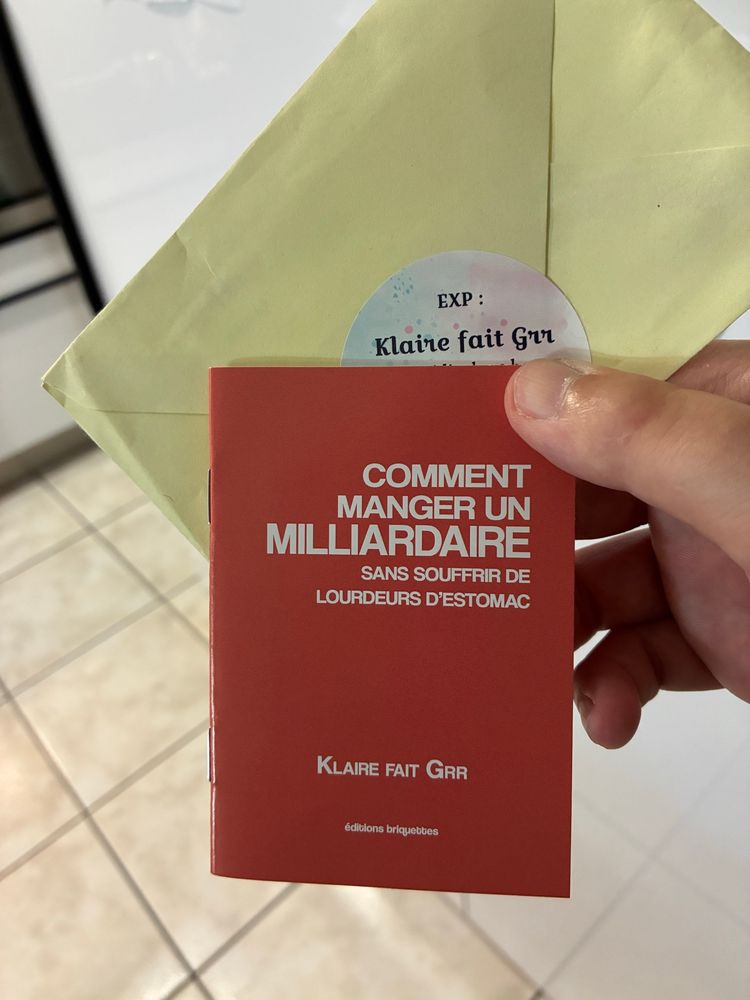 EXP :
Klaire fait Grr
COMMENT
MANGER UN
MILLIARDAIRE
SANS SOUFFRIR DE
LOURDEURS D'ESTOMAC
KLAIRE FAIT GRR
éditions briquettes